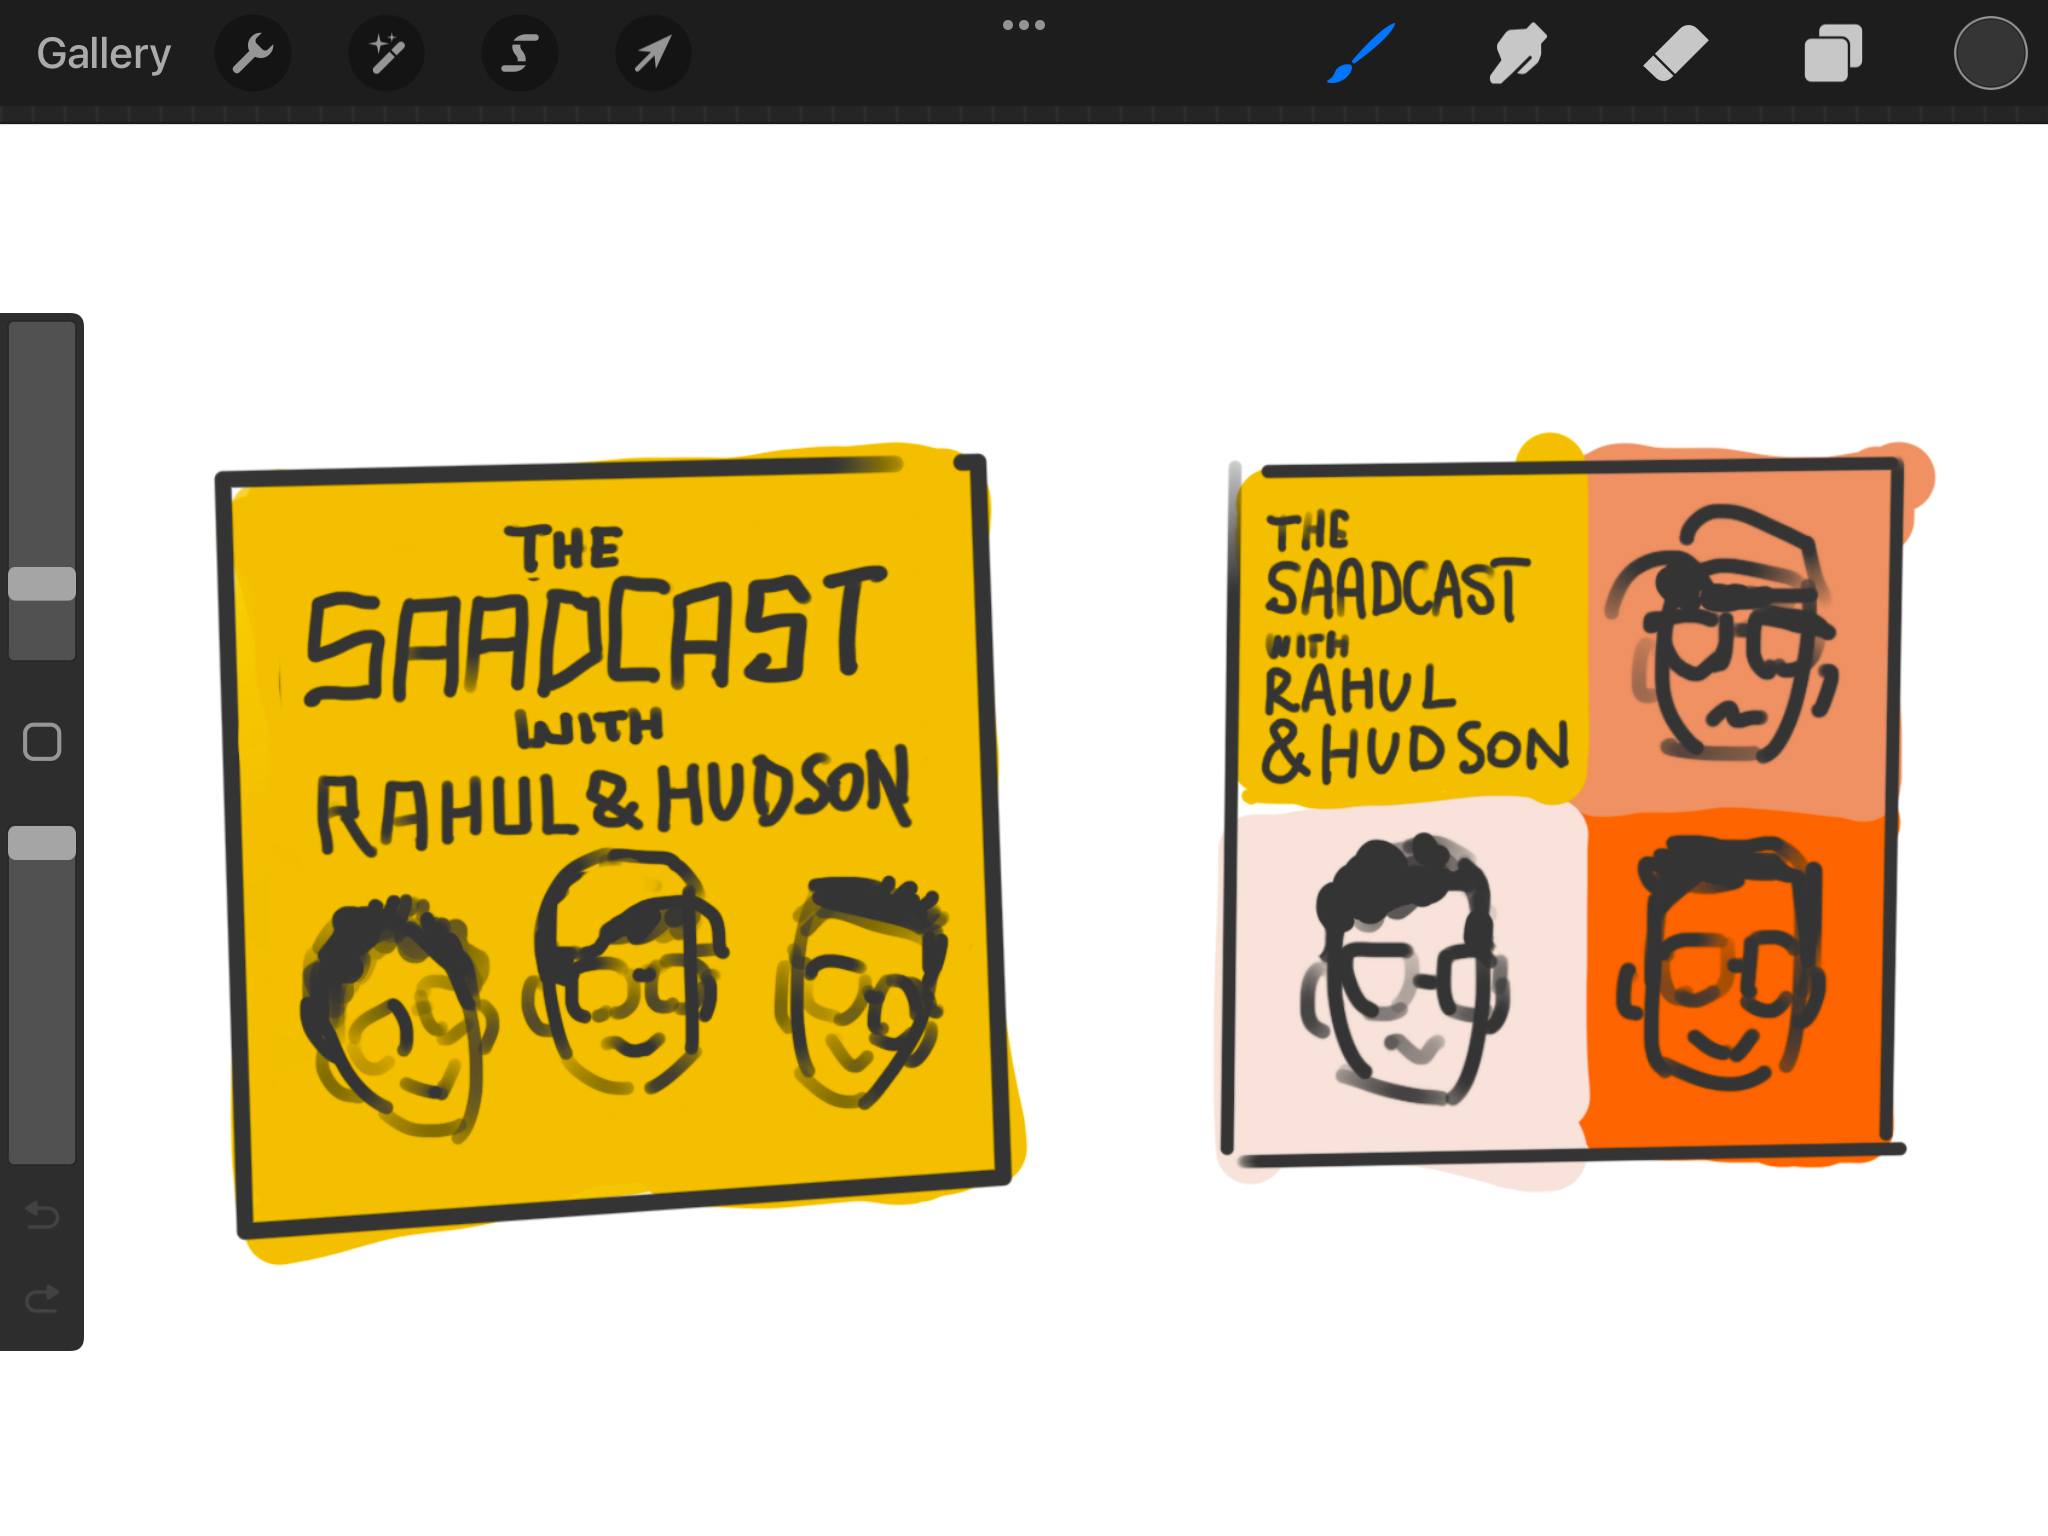 Gallery
THE
SAADCAST
WITH
RAHUL & HUDSON
THE
SAADCAST
WITH
RAHUL
& HUDSON